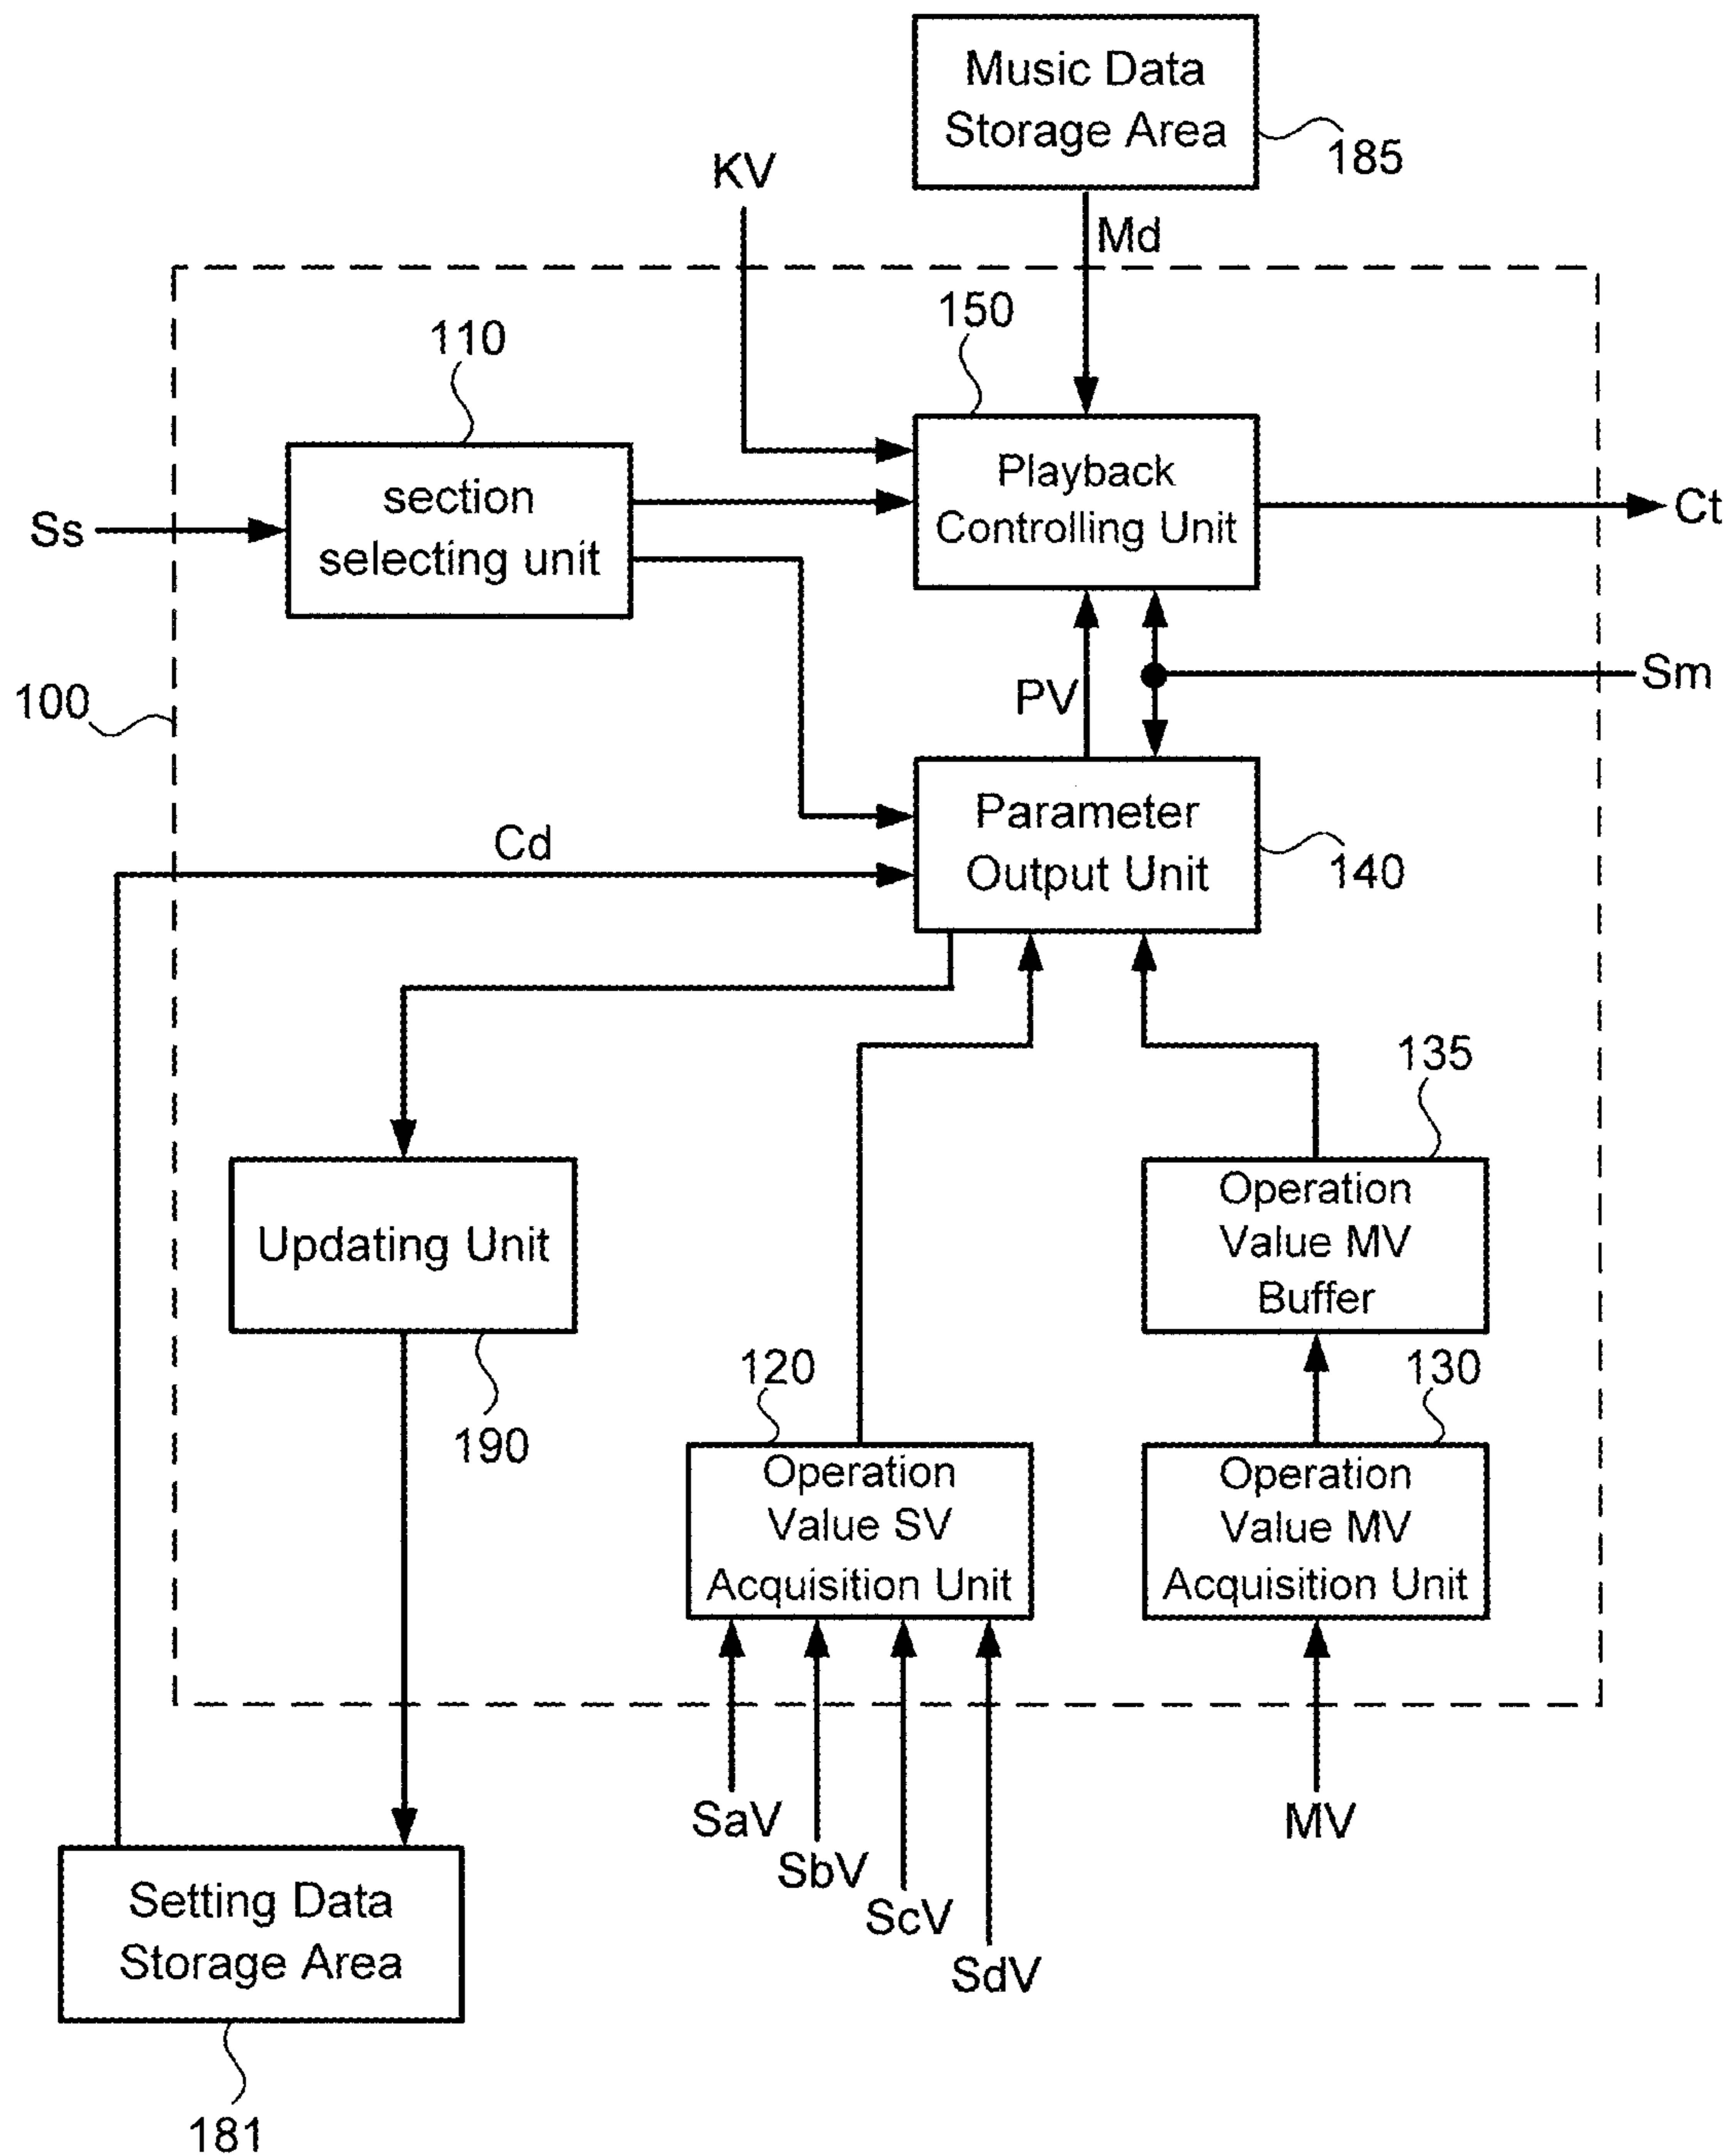 Music Data
Storage Area
185
KV
Md
150
110
section
selecting unit
Playback
Controlling Unit
Ss
Ct
PV
Sm
100
Parameter
Output Unit
140
Cd
135
Operation
Value MV
Buffer
Updating Unit
190
120
130
Operation
Value SV
Acquisition Unit
Operation
Value MV
Acquisition Unit
SaV
SbV
ScV
SdV
MV
Setting Data
Storage Area
181